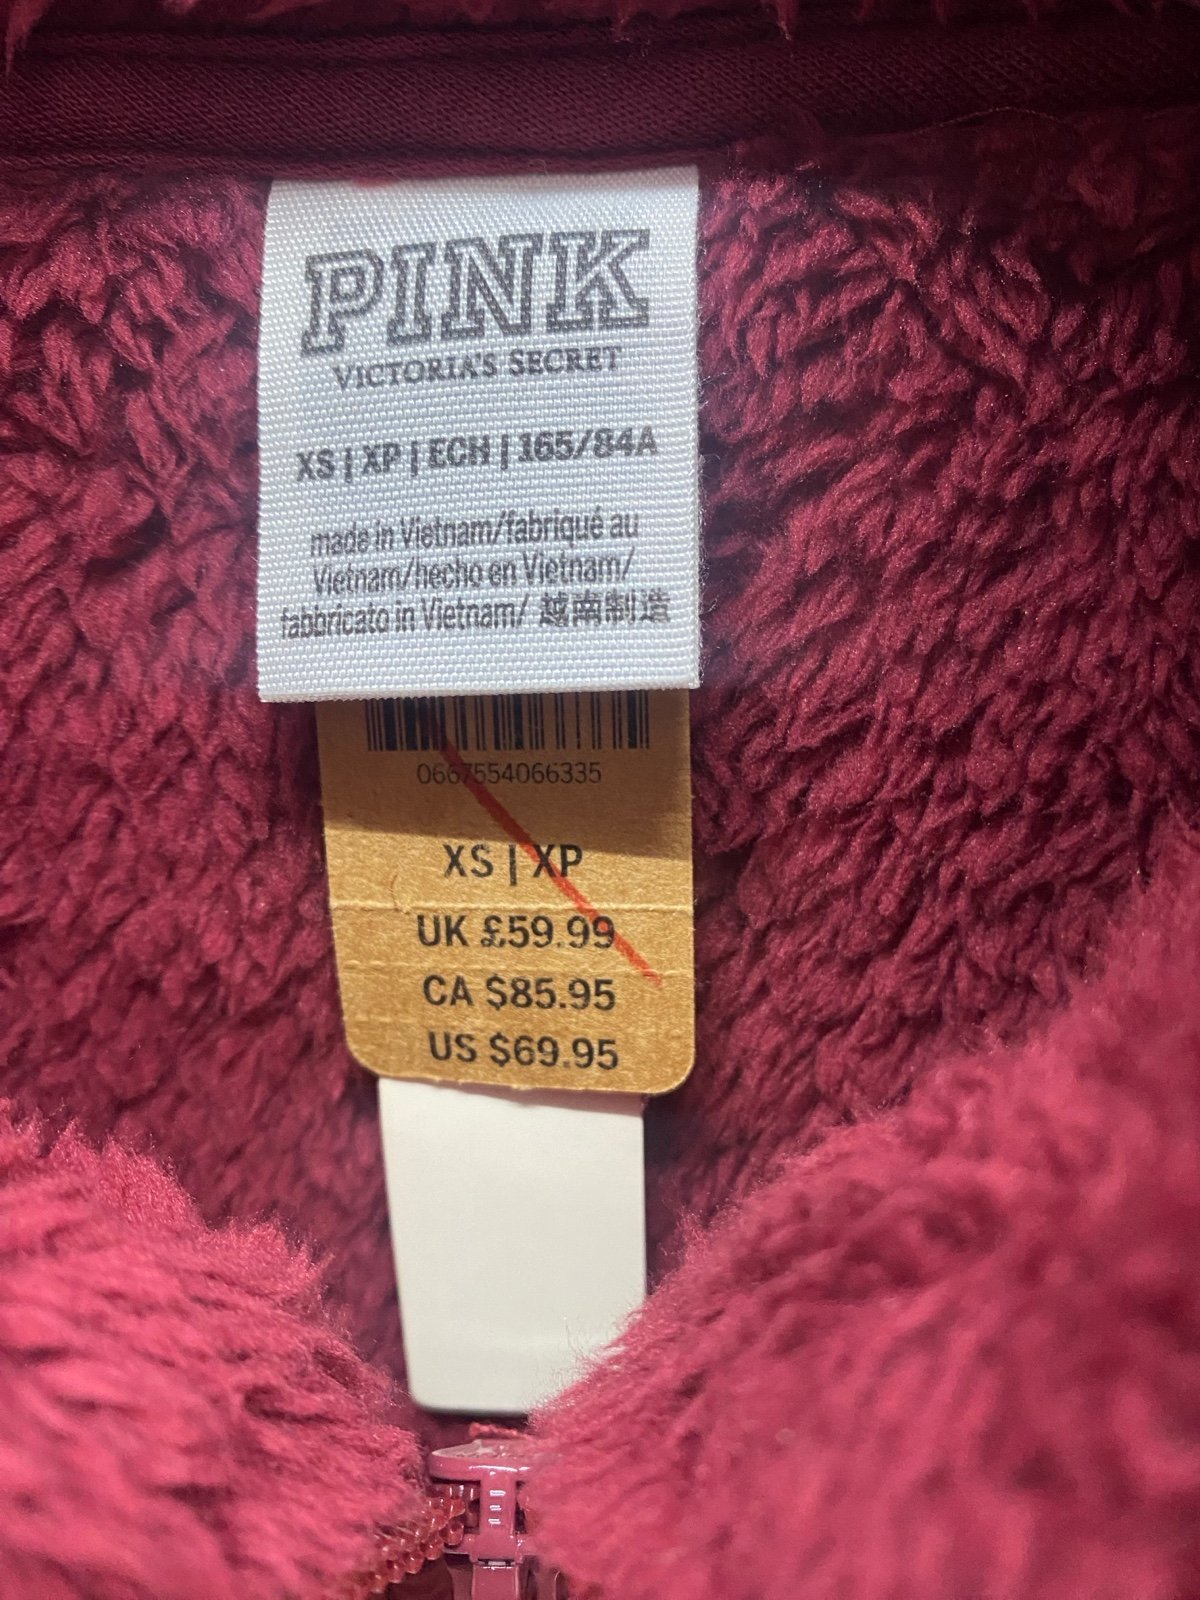 PINK
VICTORIA'S SECRET
XS | XP | ECH | 165/84A
made in Vietnam/fabriqué au
Vietnam/hecho en Vietnam/
fabbricato in Vietnam/ 越南制造
0667554066335
XS | XP
UK £59.99
CA $85.95
US $69.95